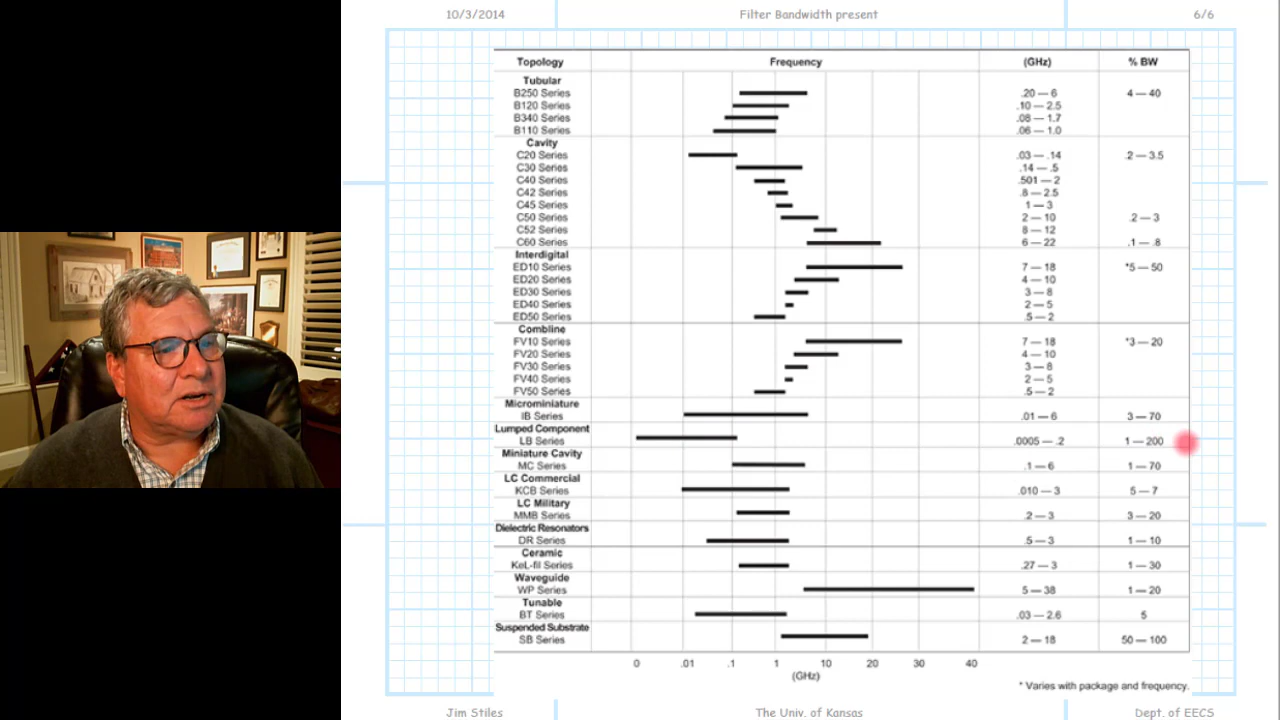 10/3/2014 Filter Bandwidth present 6/6
Topology Frequency (GHz) % BW
Tubular
B250 Series .20 — 6 4 — 40
B120 Series .10 — 2.5
B340 Series .08 — 1.7
B110 Series .06 — 1.0
Cavity
C20 Series .03 — .14 .2 — 3.5
C30 Series .14 — .5
C40 Series .501 — 2
C42 Series .8 — 2.5
C45 Series 1 — 3
C50 Series 2 — 10 .2 — 3
C52 Series 8 — 12
C60 Series 6 — 22 .1 — .8
Interdigital
ED10 Series 7 — 18 *5 — 50
ED20 Series 4 — 10
ED30 Series 3 — 8
ED40 Series 2 — 5
ED50 Series .5 — 2
Combline
FV10 Series 7 — 18 *3 — 20
FV20 Series 4 — 10
FV30 Series 3 — 8
FV40 Series 2 — 5
FV50 Series .5 — 2
Microminiature
IB Series .01 — 6 3 — 70
Lumped Component
LB Series .0005 — .2 1 — 200
Miniature Cavity
MC Series .1 — 6 1 — 70
LC Commercial
KCB Series .010 — 3 5 — 7
LC Military
MMB Series .2 — 3 3 — 20
Dielectric Resonators
DR Series .5 — 3 1 — 10
Ceramic
KeL-fil Series .27 — 3 1 — 30
Waveguide
WP Series 5 — 38 1 — 20
Tunable
BT Series .03 — 2.6 5
Suspended Substrate
SB Series 2 — 18 50 — 100
0 .01 .1 1 10 20 30 40
(GHz)
* Varies with package and frequency.
Jim Stiles The Univ. of Kansas Dept. of EECS